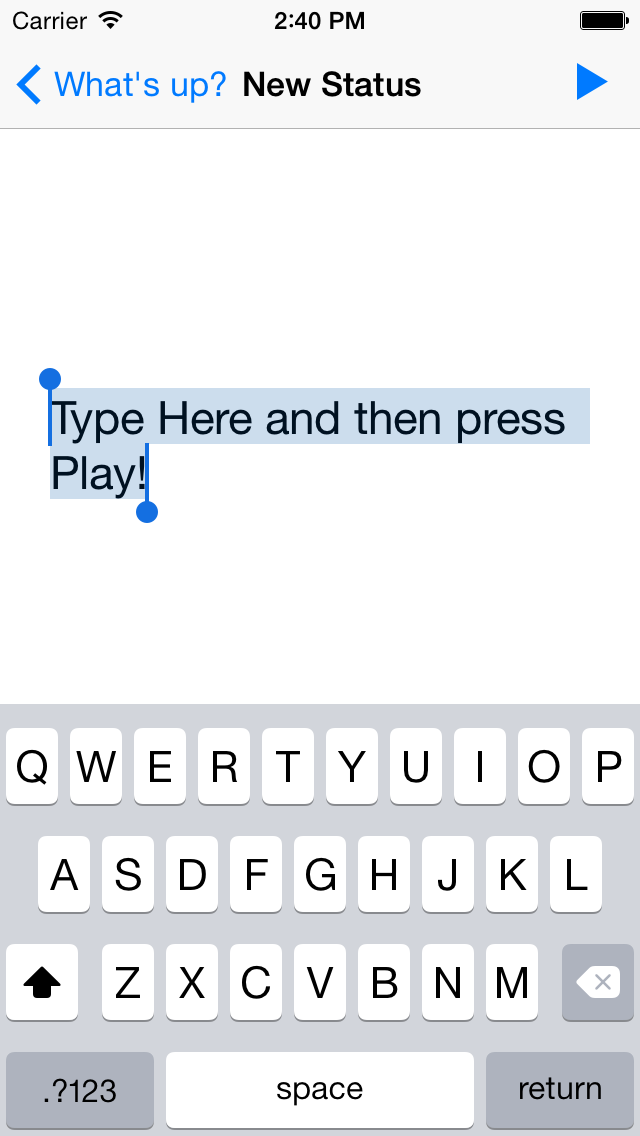 Carrier 2:40 PM
What's up? New Status
Type Here and then press
Play!
Q W E R T Y U I O P
A S D F G H J K L
Z X C V B N M
.?123 space return